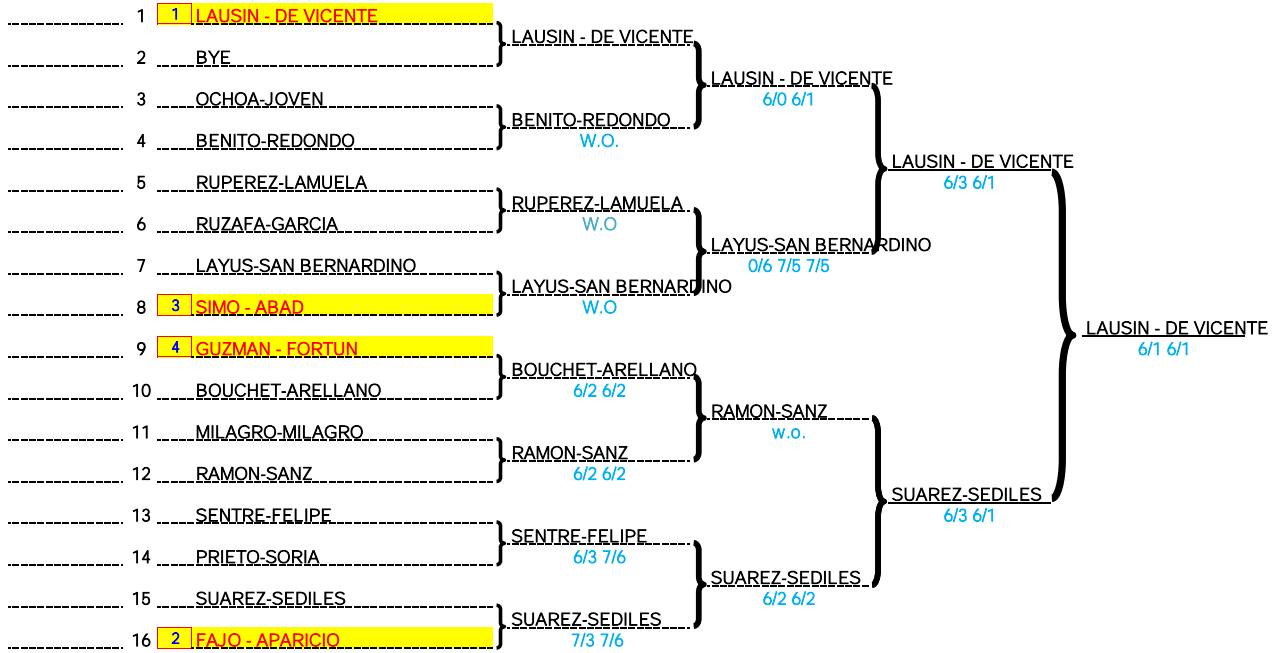 1 1 LAUSIN - DE VICENTE
LAUSIN - DE VICENTE
2 BYE
LAUSIN - DE VICENTE
6/0 6/1
3 OCHOA-JOVEN
BENITO-REDONDO
W.O.
4 BENITO-REDONDO
LAUSIN - DE VICENTE
6/3 6/1
5 RUPEREZ-LAMUELA
RUPEREZ-LAMUELA
W.O
6 RUZAFA-GARCIA
LAYUS-SAN BERNARDINO
0/6 7/5 7/5
7 LAYUS-SAN BERNARDINO
LAYUS-SAN BERNARDINO
W.O
8 3 SIMO - ABAD
LAUSIN - DE VICENTE
6/1 6/1
9 4 GUZMAN - FORTUN
BOUCHET-ARELLANO
6/2 6/2
10 BOUCHET-ARELLANO
RAMON-SANZ
w.o.
11 MILAGRO-MILAGRO
RAMON-SANZ
6/2 6/2
12 RAMON-SANZ
SUAREZ-SEDILES
6/3 6/1
13 SENTRE-FELIPE
SENTRE-FELIPE
6/3 7/6
14 PRIETO-SORIA
SUAREZ-SEDILES
6/2 6/2
15 SUAREZ-SEDILES
SUAREZ-SEDILES
7/3 7/6
16 2 FAJO - APARICIO